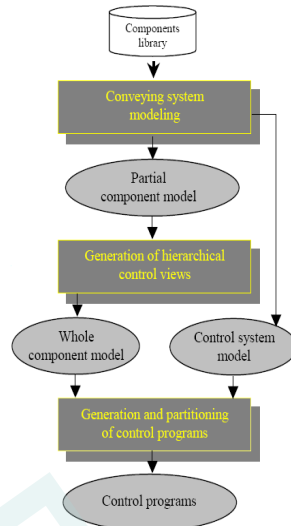 Components
library
Conveying system
modeling
Partial
component model
Generation of hierarchical
control views
Whole
component model
Control system
model
Generation and partitioning
of control programs
Control programs